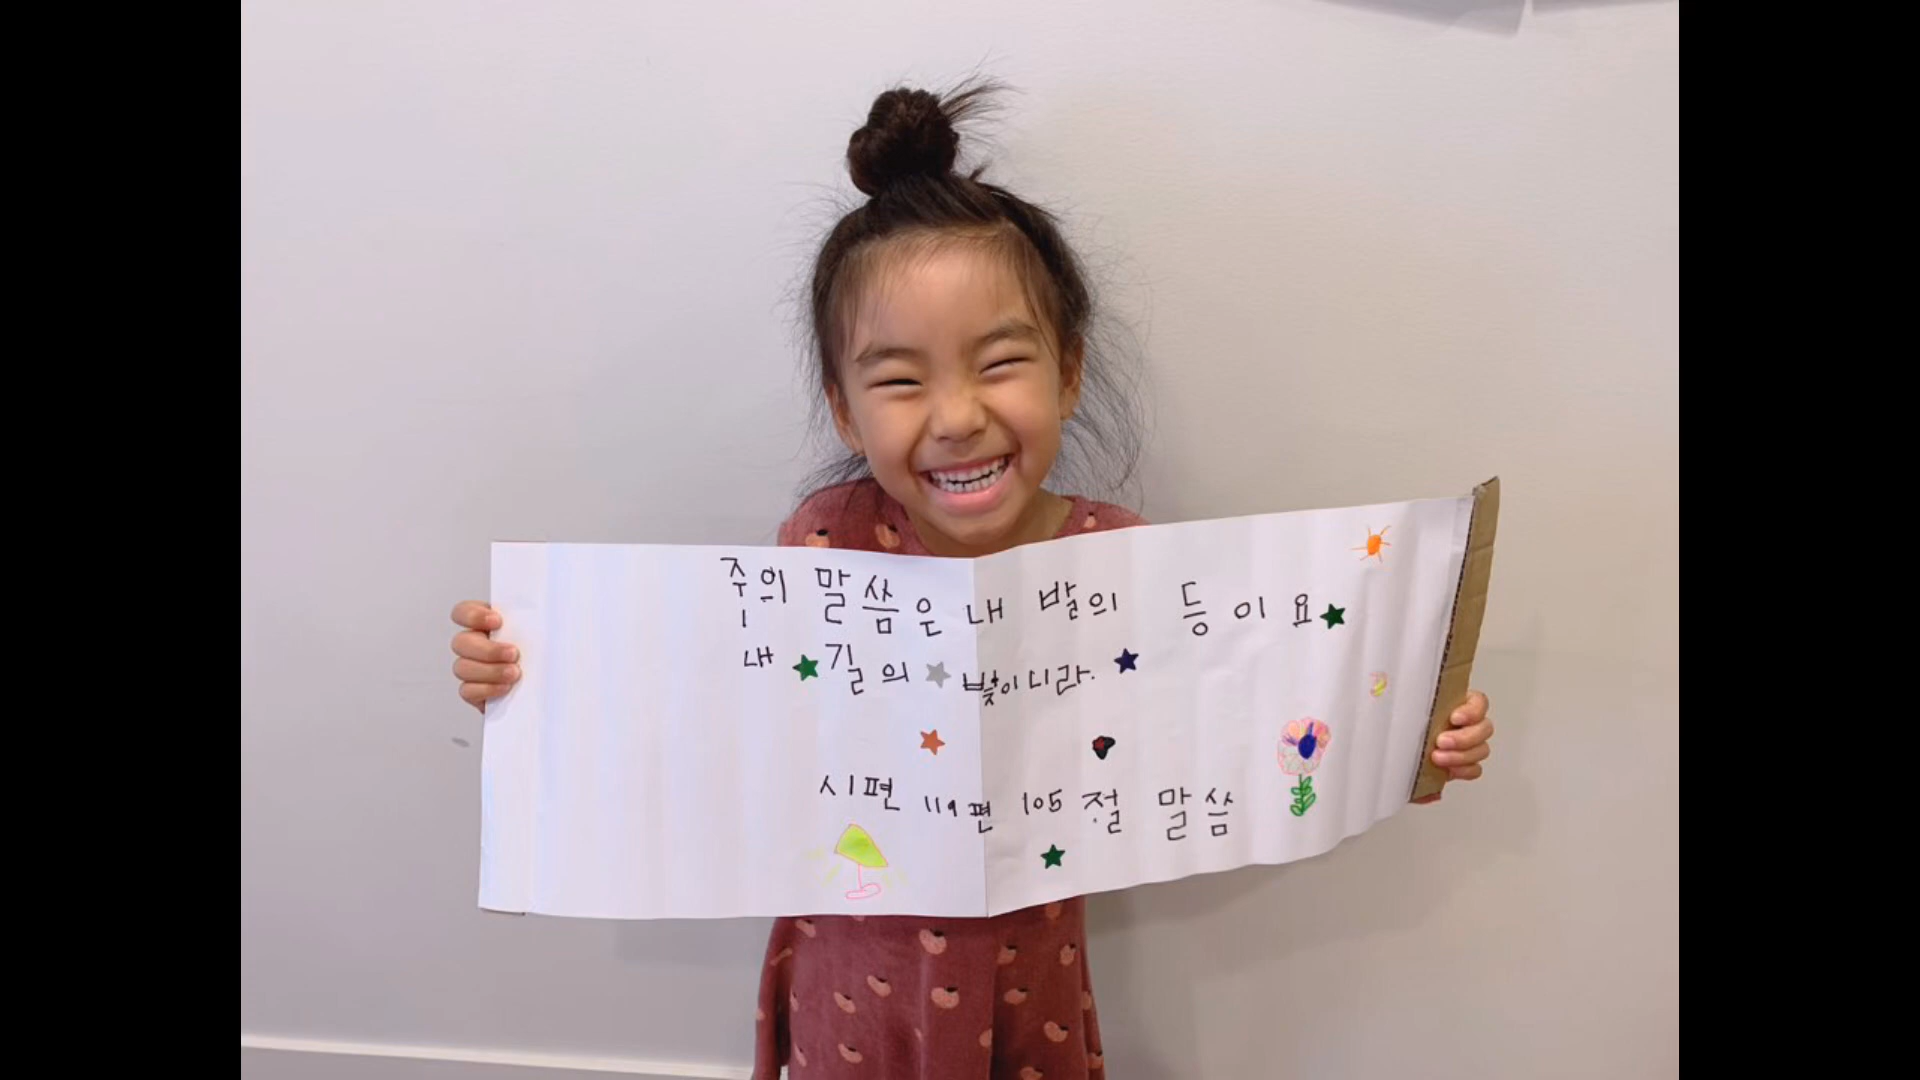 주의 말씀은 내 발의 등이요
내 길의 빛이니라.
시편 119편 105절 말씀